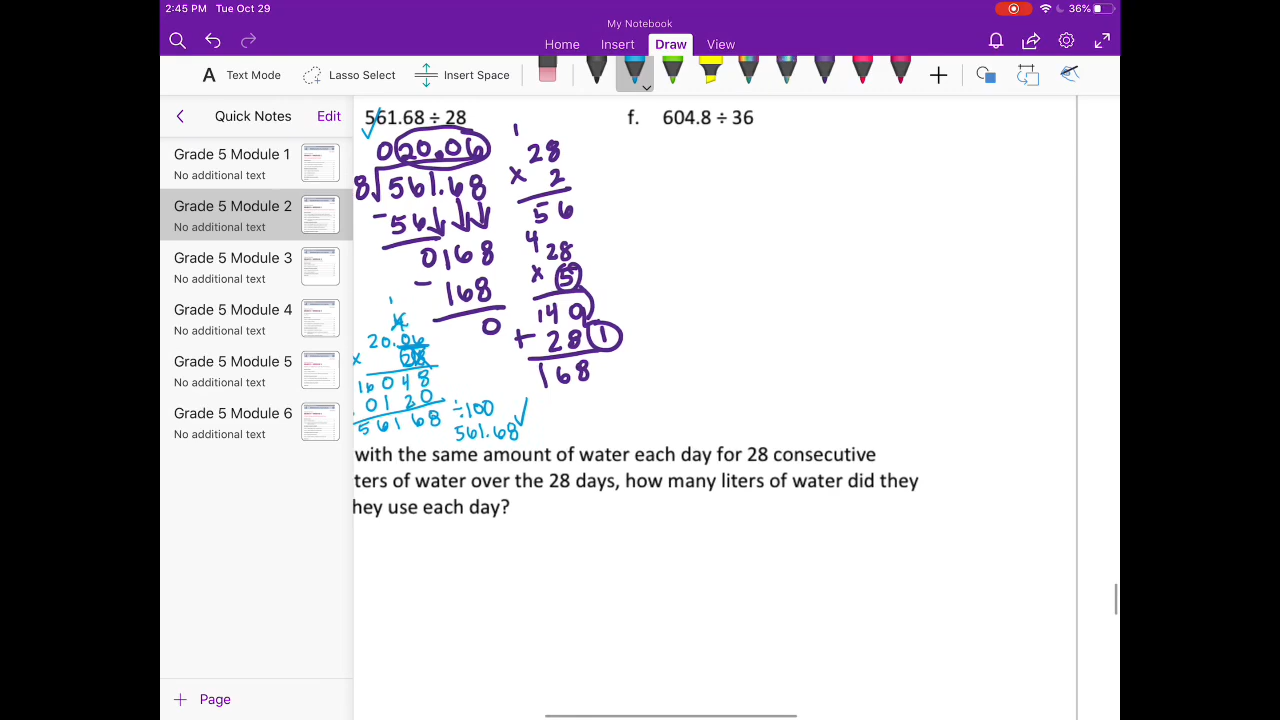 2:45 PM Tue Oct 29
36%
My Notebook
Home Insert Draw View
A Text Mode Lasso Select Insert Space
Quick Notes Edit
Grade 5 Module 1
No additional text
Grade 5 Module 2
No additional text
Grade 5 Module 3
No additional text
Grade 5 Module 4
No additional text
Grade 5 Module 5
No additional text
Grade 5 Module 6
No additional text
+ Page
561.68 ÷ 28
020.06
8 561.68
- 56
0168
- 168
0
1
28
x 2
56
4
28
x 5
140
+ 28 1
168
1
20.06
x 28
16048
0120
56168
÷100
561.68
f. 604.8 ÷ 36
with the same amount of water each day for 28 consecutive
ters of water over the 28 days, how many liters of water did they
hey use each day?